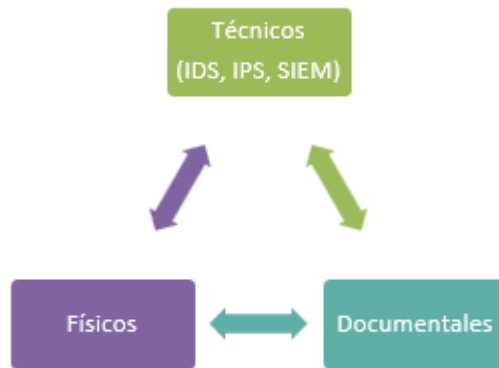 Técnicos
(IDS, IPS, SIEM)
Físicos
Documentales